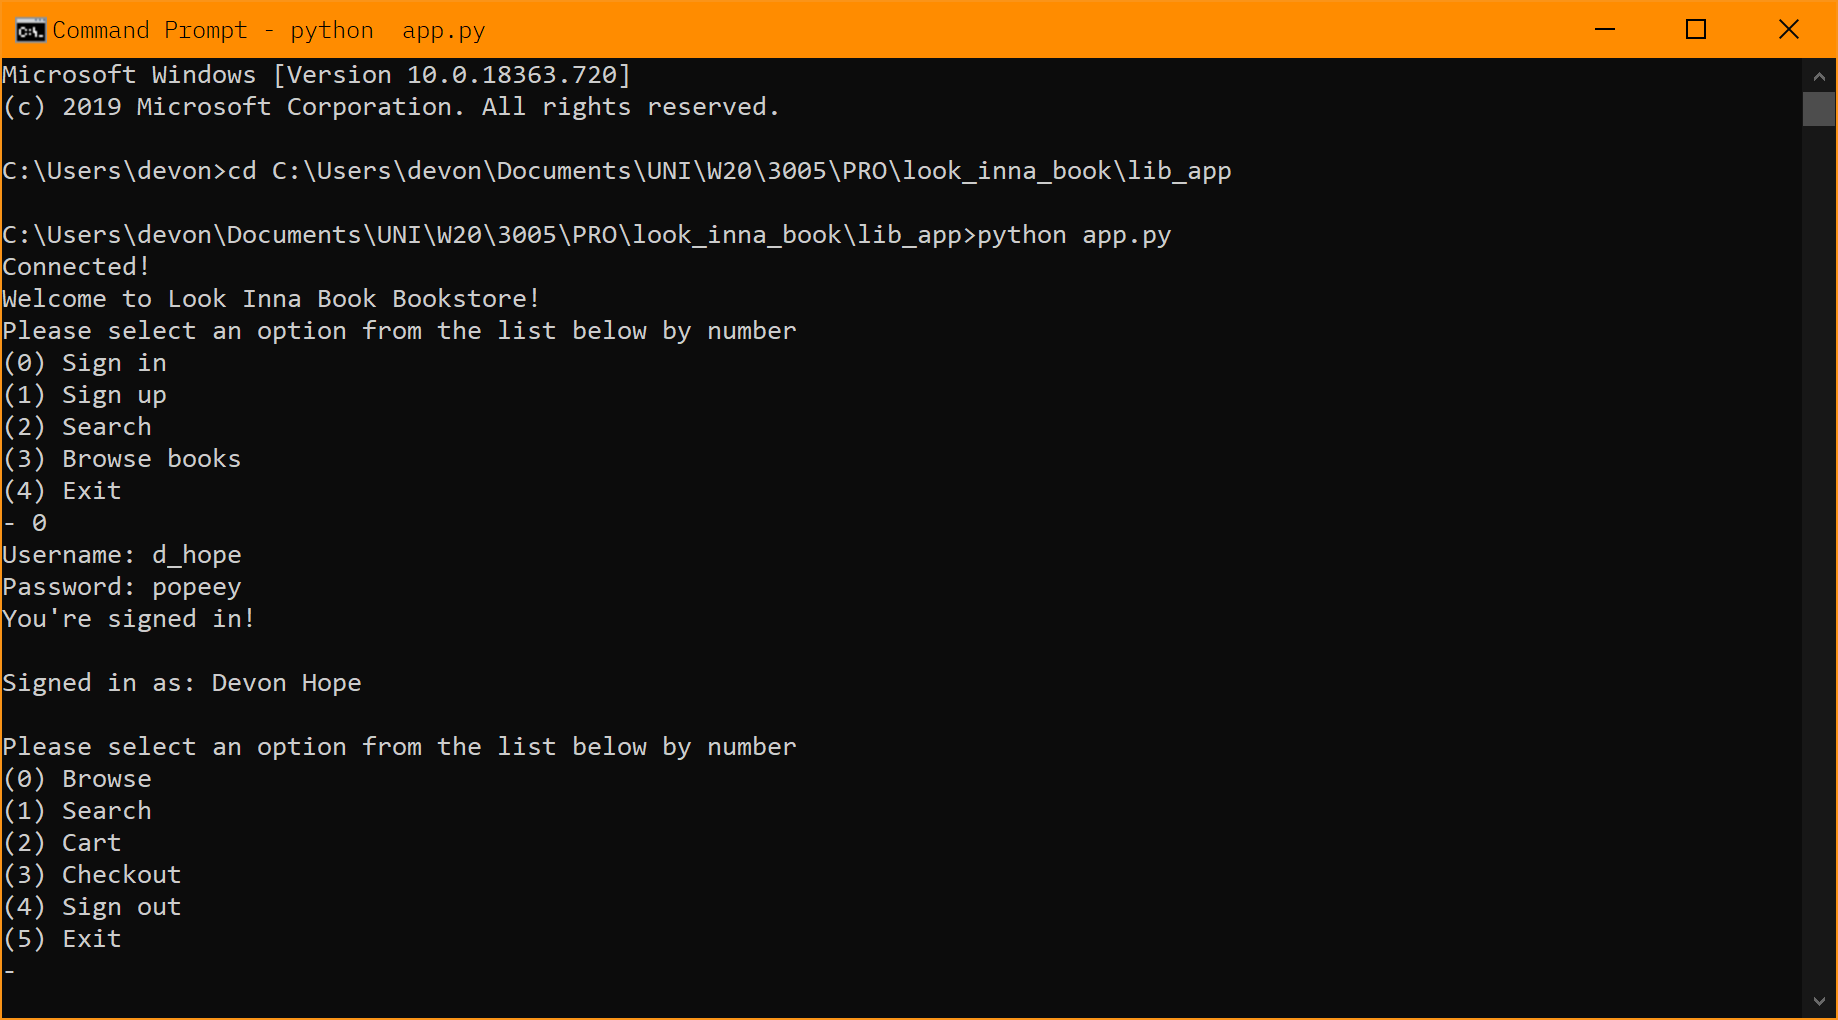 Command Prompt - python  app.py
Microsoft Windows [Version 10.0.18363.720]
(c) 2019 Microsoft Corporation. All rights reserved.
C:\Users\devon>cd C:\Users\devon\Documents\UNI\W20\3005\PRO\look_inna_book\lib_app
C:\Users\devon\Documents\UNI\W20\3005\PRO\look_inna_book\lib_app>python app.py
Connected!
Welcome to Look Inna Book Bookstore!
Please select an option from the list below by number
(0) Sign in
(1) Sign up
(2) Search
(3) Browse books
(4) Exit
- 0
Username: d_hope
Password: popeey
You're signed in!
Signed in as: Devon Hope
Please select an option from the list below by number
(0) Browse
(1) Search
(2) Cart
(3) Checkout
(4) Sign out
(5) Exit
-